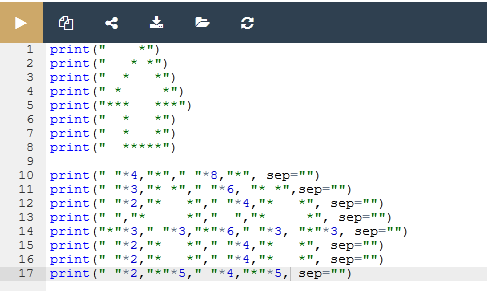 1 print("    *")
2 print("   * *")
3 print("  *   *")
4 print(" *     *")
5 print("***   ***")
6 print("  *   *")
7 print("  *   *")
8 print("  *****")
9
10 print(" "*4,"*"," "*8,"*", sep="")
11 print(" "*3,"* *"," "*6, "* *",sep="")
12 print(" "*2,"*   *"," "*4,"*   *", sep="")
13 print(" ","*     *","  ","*     *", sep="")
14 print("*"*3," "*3,"*"*6," "*3, "*"*3, sep="")
15 print(" "*2,"*   *"," "*4,"*   *", sep="")
16 print(" "*2,"*   *"," "*4,"*   *", sep="")
17 print(" "*2,"*"*5," "*4,"*"*5, sep="")